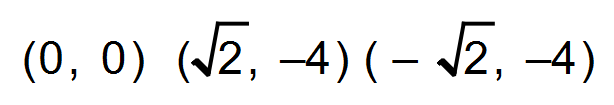 (0, 0) (√2, –4) (– √2, –4)